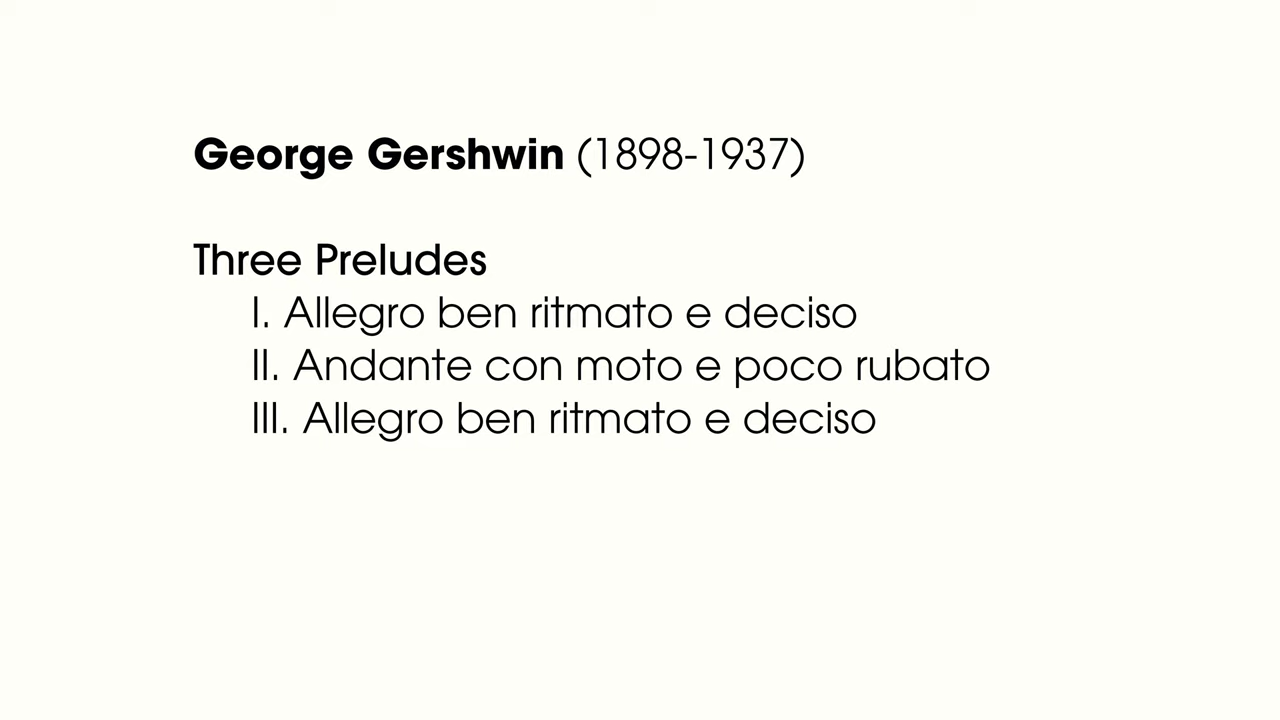 George Gershwin (1898-1937)
Three Preludes
I. Allegro ben ritmato e deciso
II. Andante con moto e poco rubato
III. Allegro ben ritmato e deciso